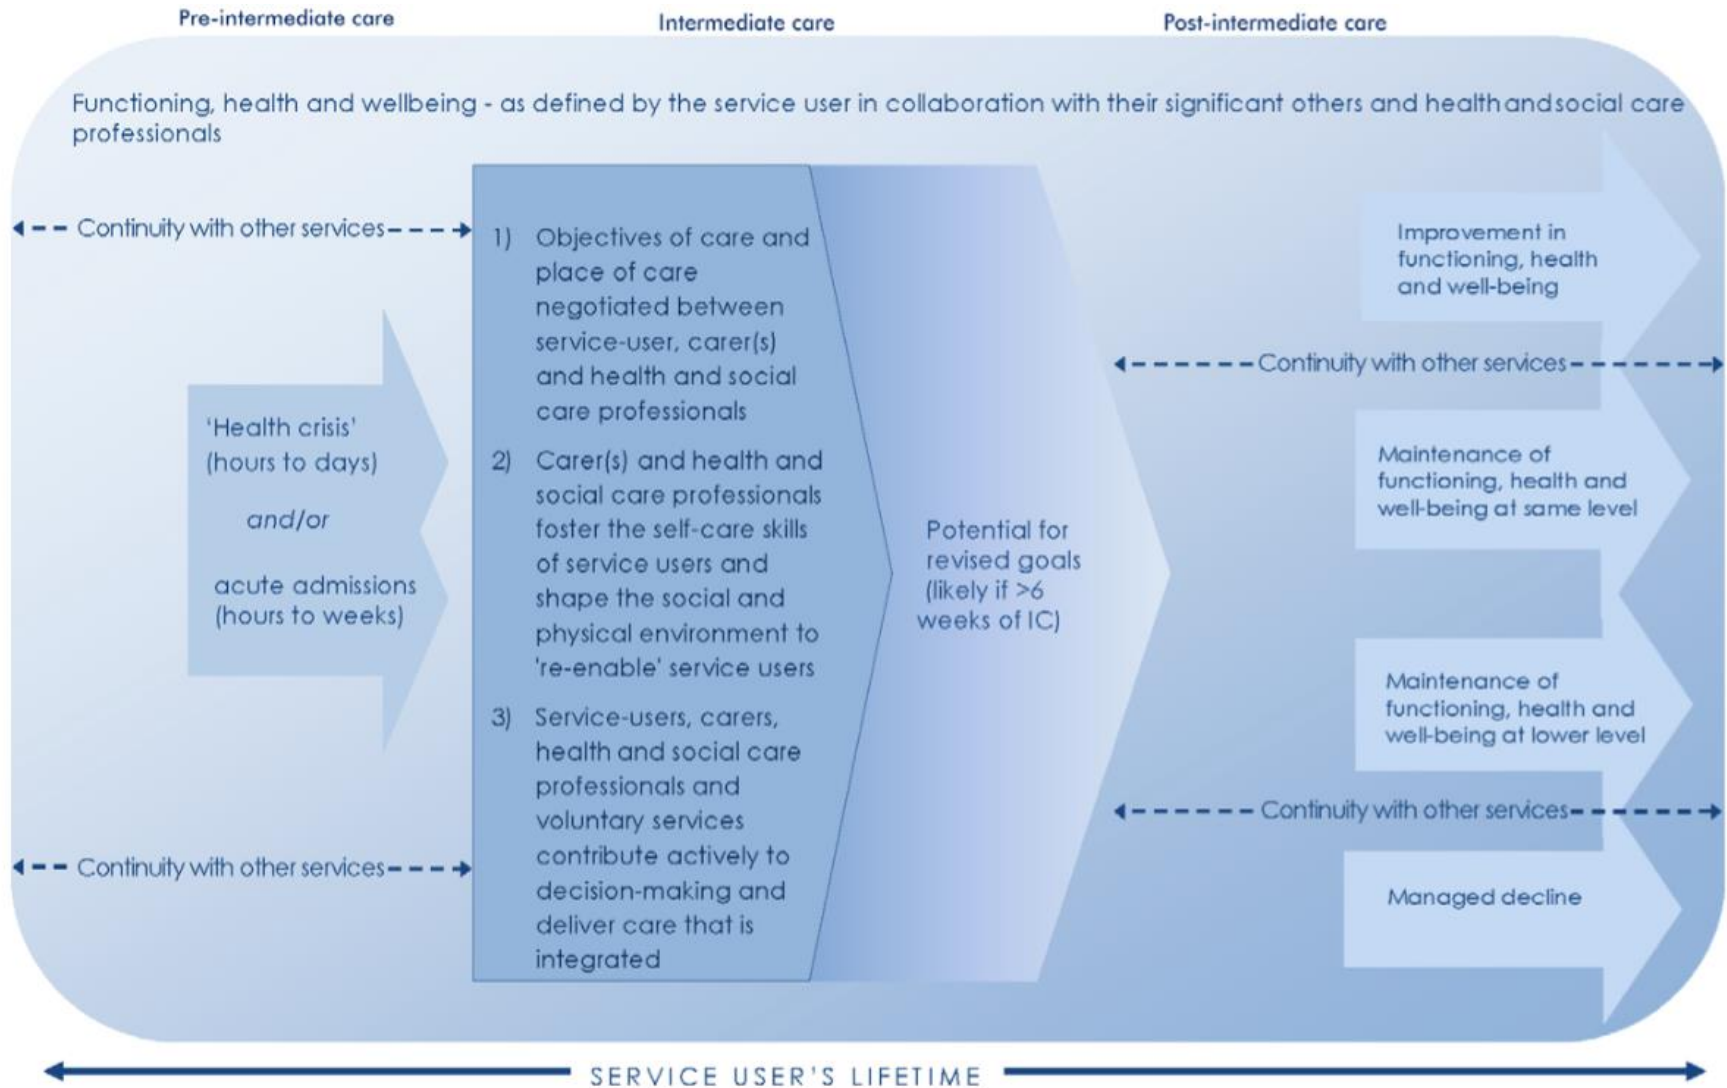 Pre-intermediate care
Intermediate care
Post-intermediate care
Functioning, health and wellbeing - as defined by the service user in collaboration with their significant others and health and social care
professionals
Continuity with other services
'Health crisis'
(hours to days)
and/or
acute admissions
(hours to weeks)
Continuity with other services
1) Objectives of care and
place of care
negotiated between
service-user, carer(s)
and health and social
care professionals
2) Carer(s) and health and
social care professionals
foster the self-care skills
of service users and
shape the social and
physical environment to
're-enable' service users
3) Service-users, carers,
health and social care
professionals and
voluntary services
contribute actively to
decision-making and
deliver care that is
integrated
Potential for
revised goals
(likely if >6
weeks of IC)
Improvement in
functioning, health
and well-being
Continuity with other services
Maintenance of
functioning, health and
well-being at same level
Maintenance of
functioning, health and
well-being at lower level
Continuity with other services
Managed decline
SERVICE USER'S LIFETIME